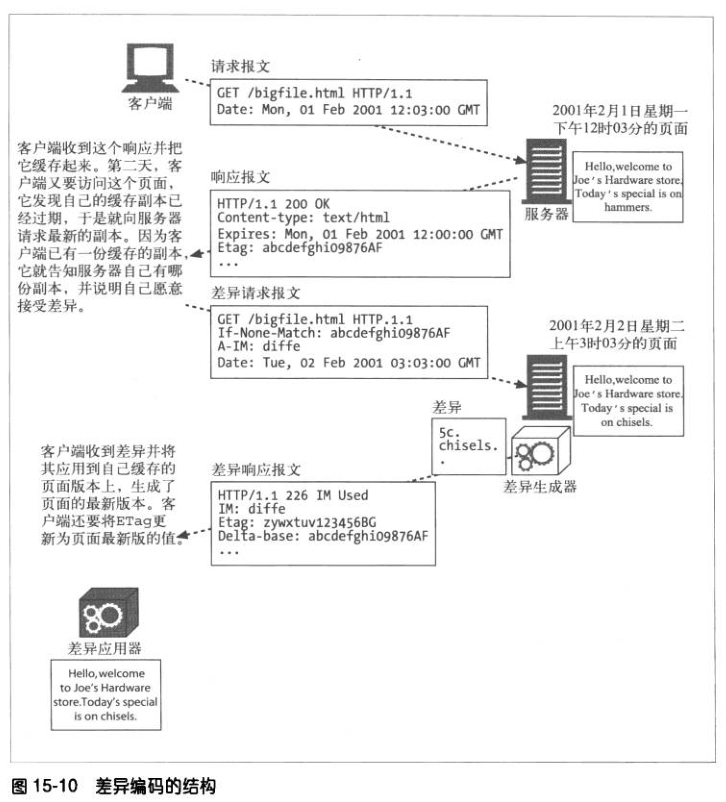 请求报文
GET /bigfile.html HTTP/1.1
Date: Mon, 01 Feb 2001 12:03:00 GMT
客户端
2001年2月1日星期一
下午12时03分的页面
Hello,welcome to
Joe's Hardware store.
Today's special is on
hammers.
服务器
客户端收到这个响应并把
它缓存起来。第二天，客
户端又要访问这个页面，
它发现自己的缓存副本已
经过期，于是就向服务器
请求最新的副本。因为客
户端已有一份缓存的副本，
它就告知服务器自己有哪
份副本，并说明自己愿意
接受差异。
响应报文
HTTP/1.1 200 OK
Content-type: text/html
Expires: Mon, 01 Feb 2001 12:00:00 GMT
Etag: abcdefghi09876AF
...
差异请求报文
GET /bigfile.html HTTP.1.1
If-None-Match: abcdefghi09876AF
A-IM: diffe
Date: Tue, 02 Feb 2001 03:03:00 GMT
2001年2月2日星期二
上午3时03分的页面
Hello,welcome to
Joe's Hardware store.
Today's special is
on chisels.
差异
5c.
chisels.
.
差异生成器
客户端收到差异并将
其应用到自己缓存的
页面版本上，生成了
页面的最新版本。客
户端还要将ETag更
新为页面最新版的值。
差异响应报文
HTTP/1.1 226 IM Used
IM: diffe
Etag: zywxtuv123456BG
Delta-base: abcdefghi09876AF
...
差异应用器
Hello,welcome
to Joe's Hardware
store.Today's special
is on chisels.
图 15-10 差异编码的结构